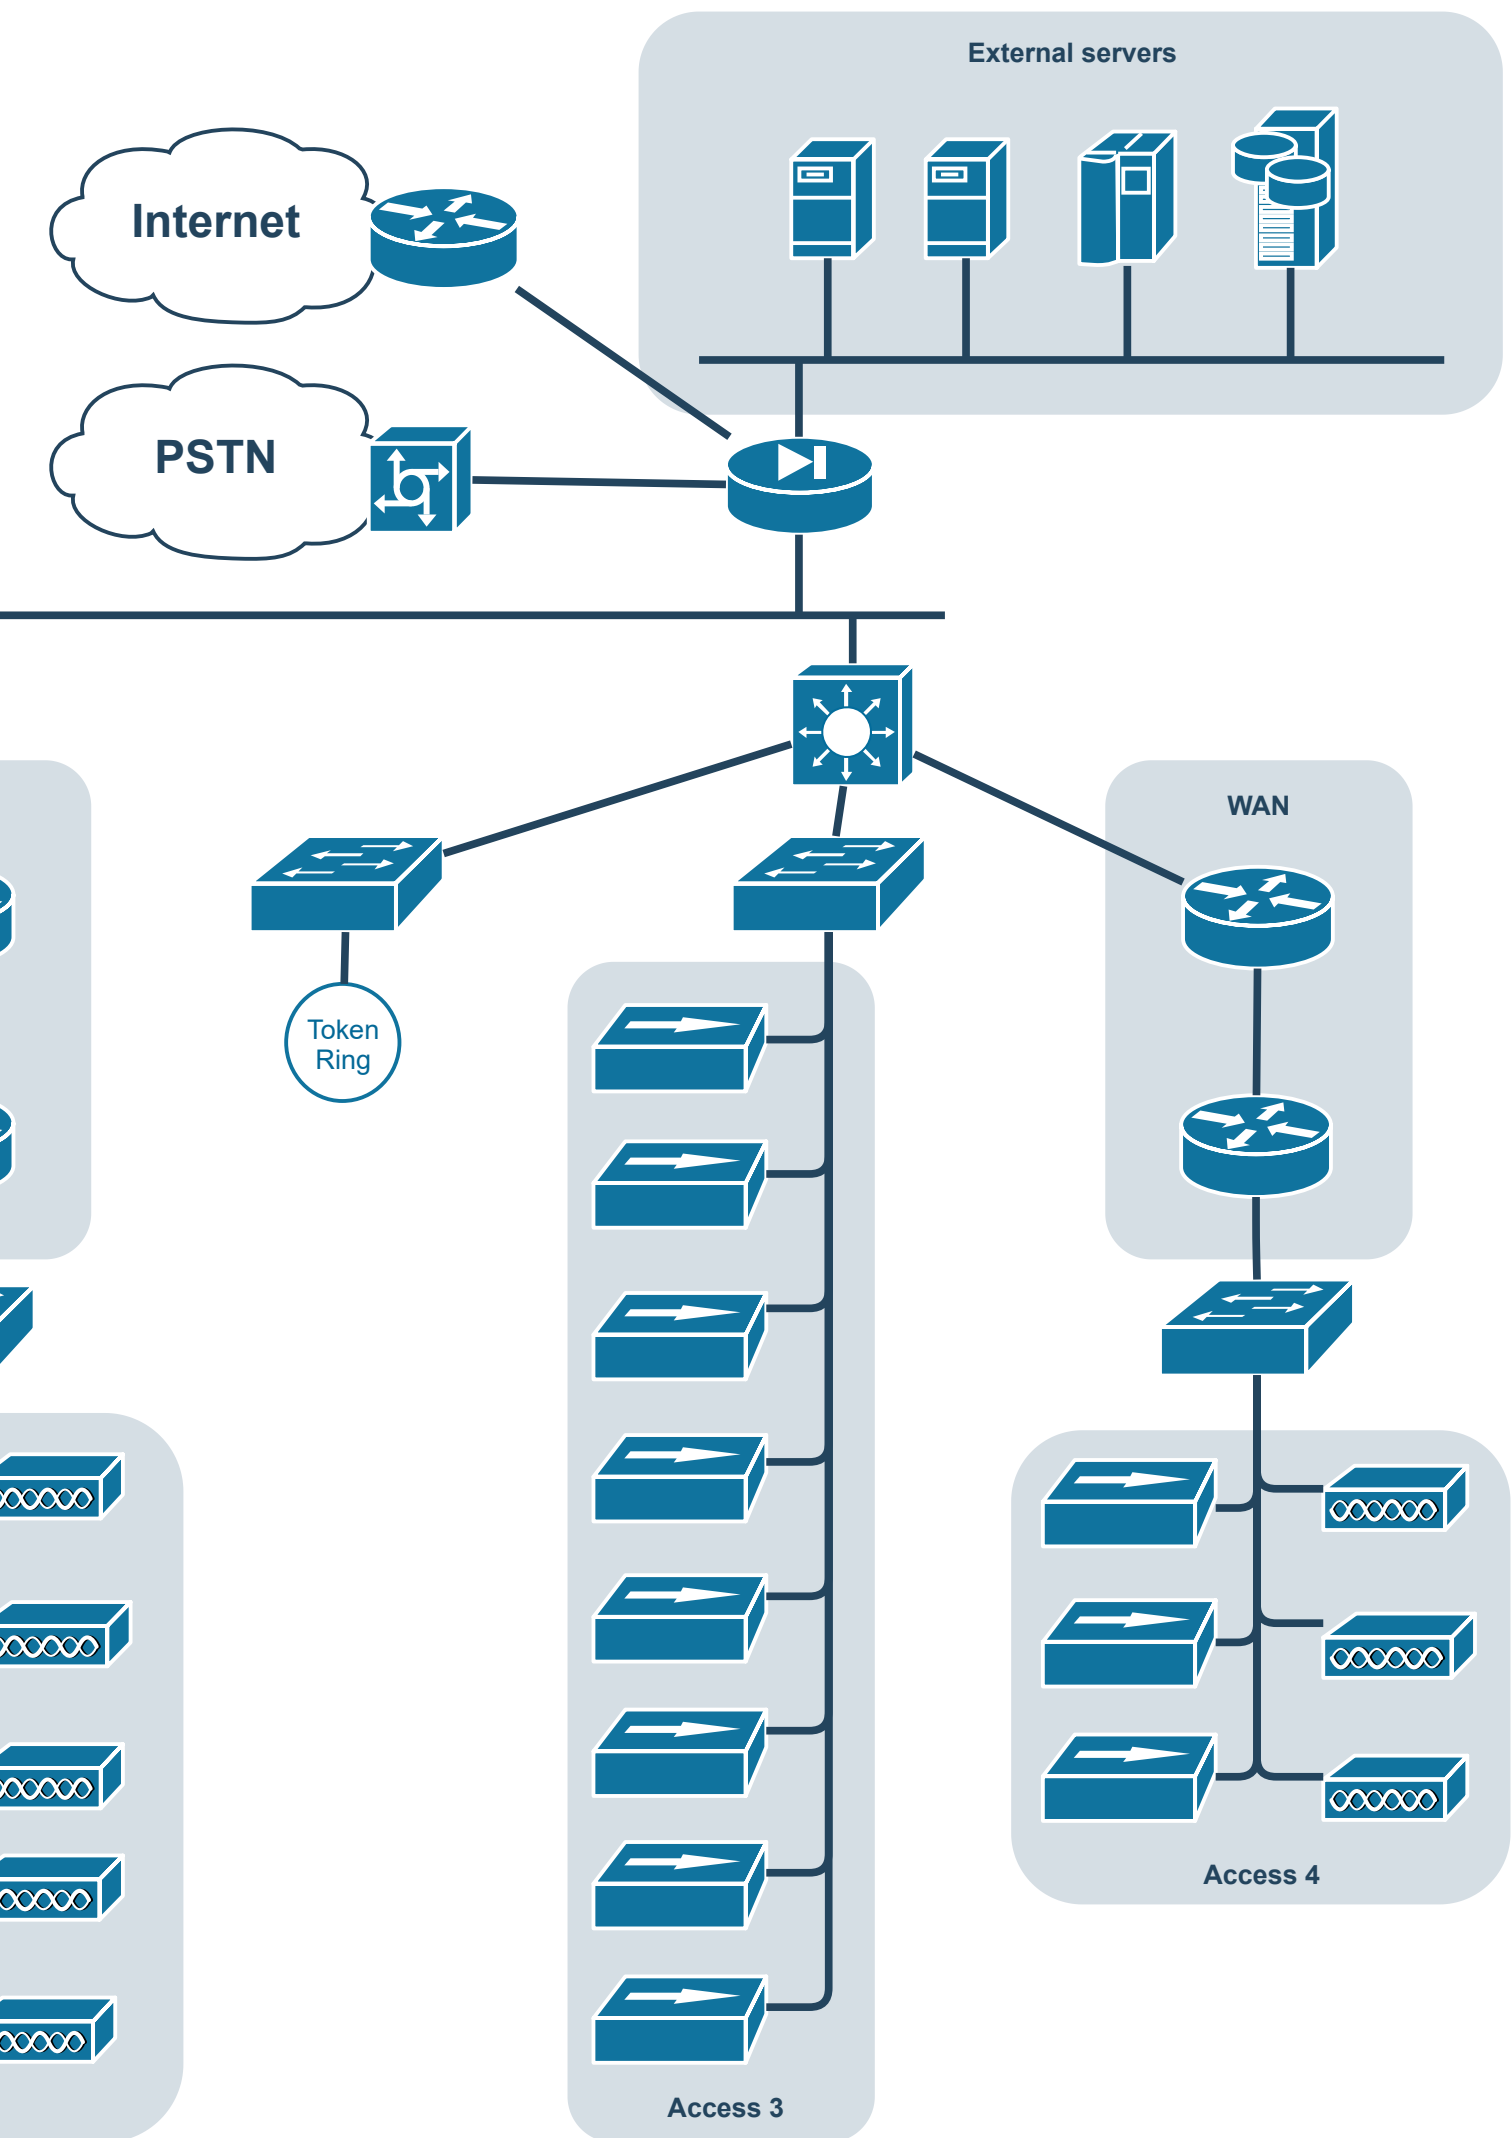 External servers
Internet
PSTN
WAN
Token
Ring
Access 4
Access 3